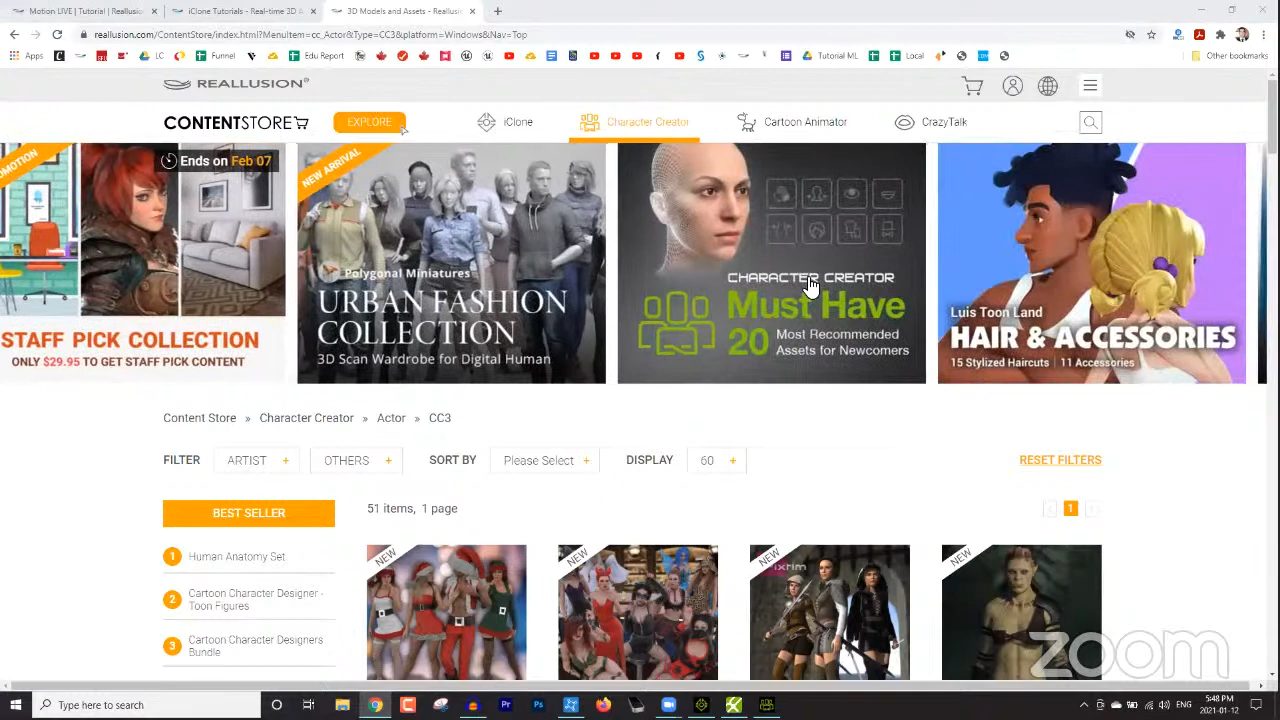 Motion LIVE | Tutorial | Reallusion
iClone Tutorials - Real-time 3D
3D Models and Assets - Reallusi
reallusion.com/ContentStore/index.html?MenuItem=cc_Actor&Type=CC3&platform=Windows&Nav=Top
Apps
LC
Funnel
Edu Report
Tutorial ML
Local
Other bookmarks
REALLUSION
CONTENTSTORE
EXPLORE
iClone
Character Creator
Cartoon Animator
CrazyTalk
OMOTION
Ends on Feb 07
STAFF PICK COLLECTION
ONLY $29.95 TO GET STAFF PICK CONTENT
NEW ARRIVAL
Polygonal Miniatures
URBAN FASHION
COLLECTION
3D Scan Wardrobe for Digital Human
CHARACTER CREATOR
Must Have
20 Most Recommended
Assets for Newcomers
Luis Toon Land
HAIR & ACCESSORIES
15 Stylized Haircuts | 11 Accessories
Content Store » Character Creator » Actor » CC3
FILTER ARTIST + OTHERS + SORT BY Please Select + DISPLAY 60 + RESET FILTERS
BEST SELLER
51 items, 1 page
1
1 Human Anatomy Set
2 Cartoon Character Designer -
Toon Figures
3 Cartoon Character Designers
Bundle
NEW
NEW
NEW
NEW
zoom
Type here to search
5:48 PM
2021-01-12